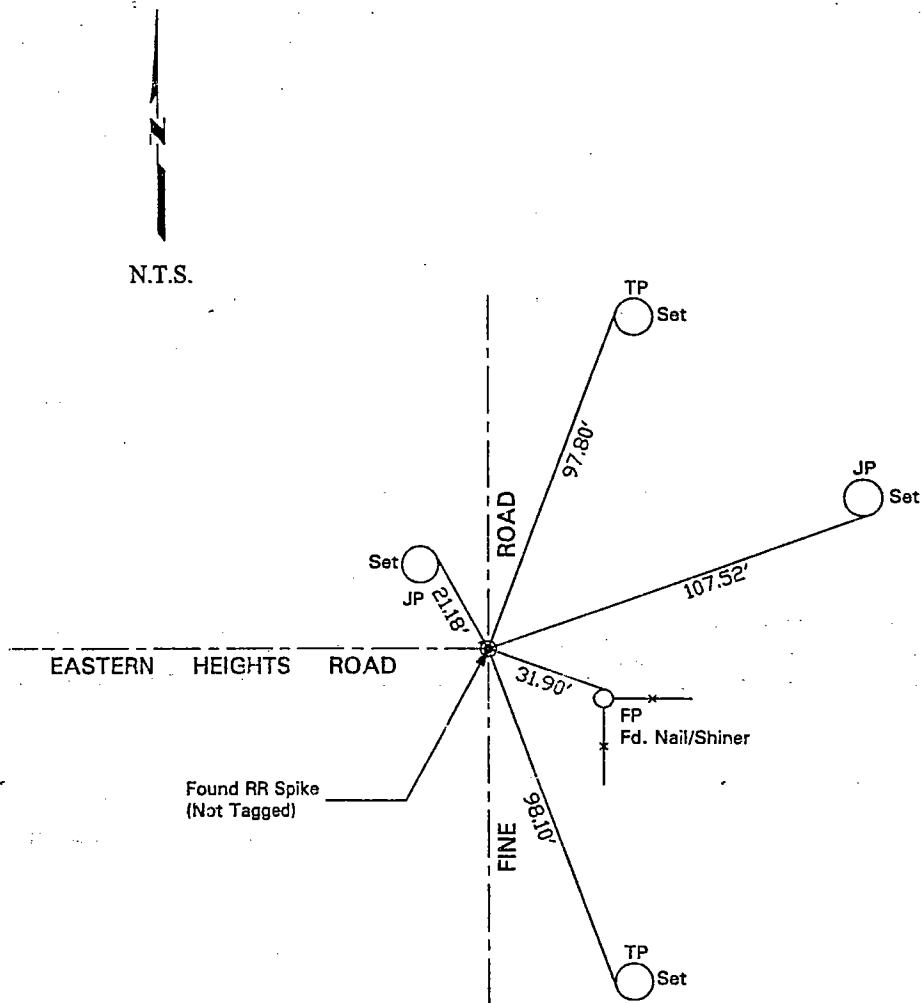 N
N.T.S.
TP
Set
97.80'
JP
Set
ROAD
107.52'
Set
JP
21.18'
EASTERN HEIGHTS ROAD
31.90'
FP
Fd. Nail/Shiner
Found RR Spike
(Not Tagged)
98.10'
FINE
TP
Set